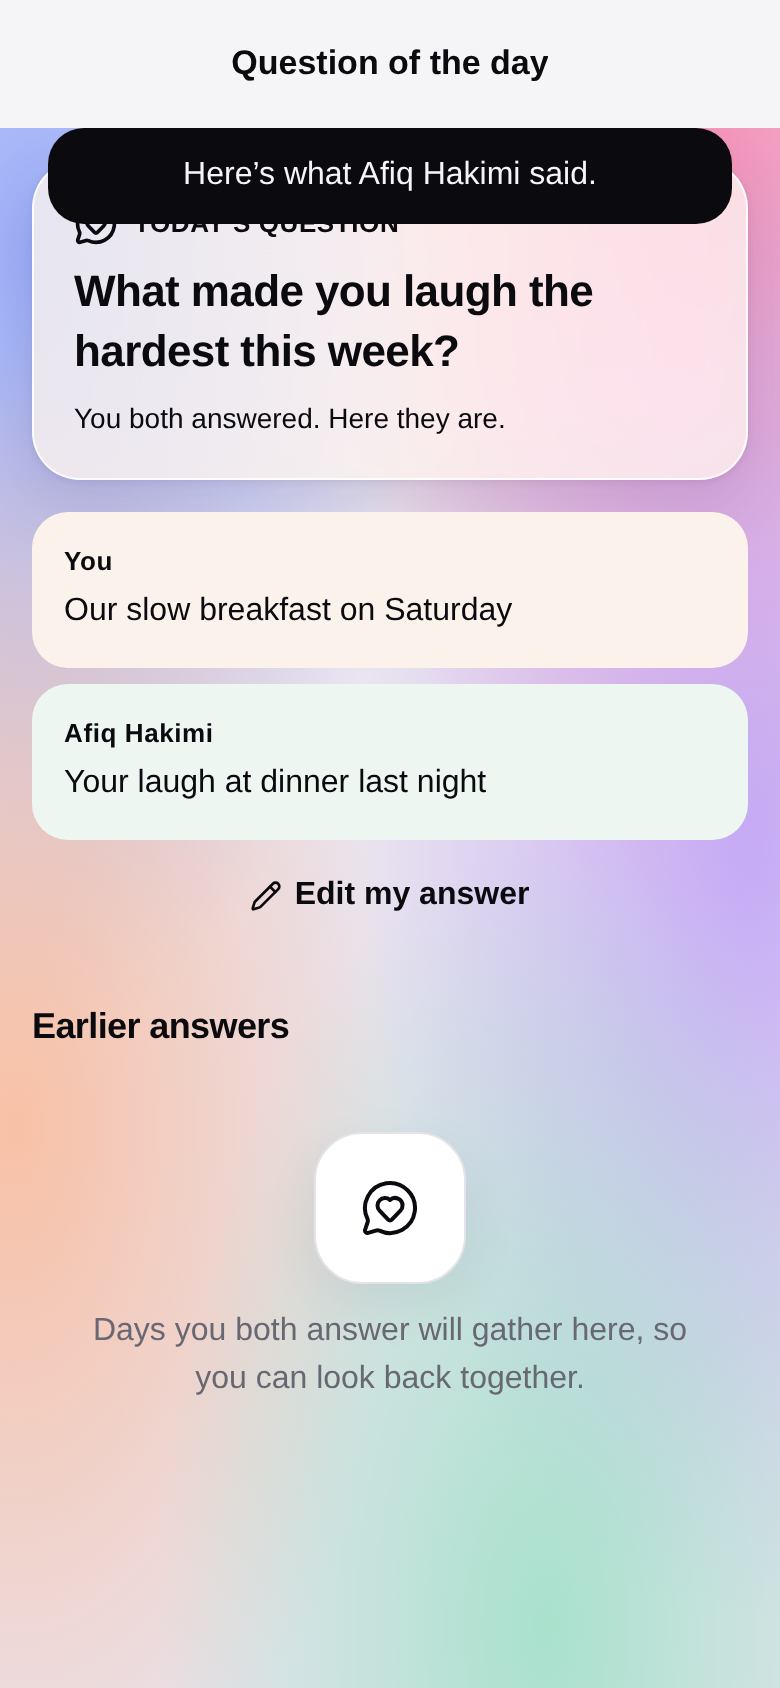 Question of the day
Here’s what Afiq Hakimi said.
TODAY'S QUESTION
What made you laugh the
hardest this week?
You both answered. Here they are.
You
Our slow breakfast on Saturday
Afiq Hakimi
Your laugh at dinner last night
Edit my answer
Earlier answers
Days you both answer will gather here, so
you can look back together.